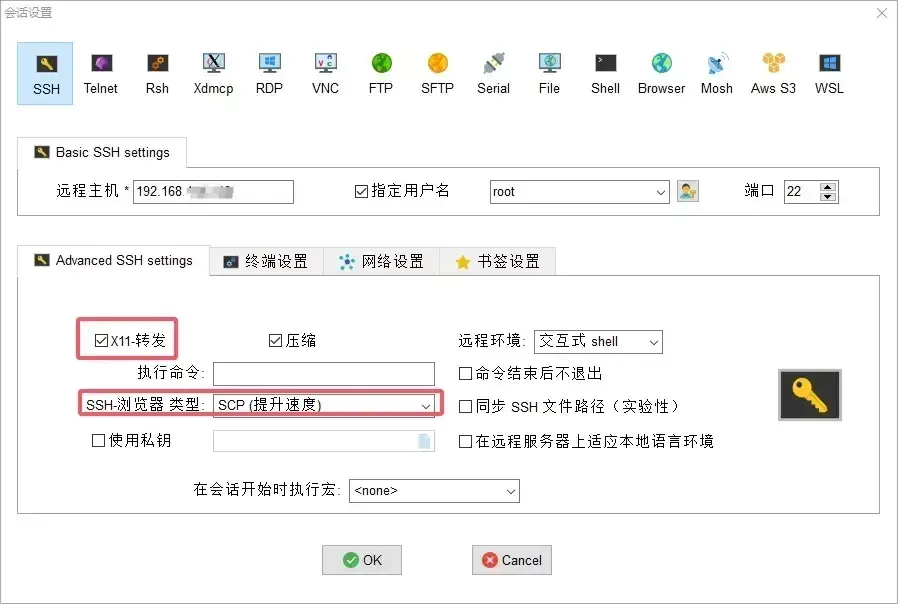 会话设置
SSH Telnet Rsh Xdmcp RDP VNC FTP SFTP Serial File Shell Browser Mosh Aws S3 WSL
Basic SSH settings
远程主机 * 192.168. 指定用户名 root 端口 22
Advanced SSH settings 终端设置 网络设置 书签设置
X11-转发 压缩 远程环境: 交互式 shell
执行命令: 命令结束后不退出
SSH-浏览器 类型: SCP (提升速度) 同步 SSH 文件路径（实验性）
使用私钥 在远程服务器上适应本地语言环境
在会话开始时执行宏: <none>
OK Cancel